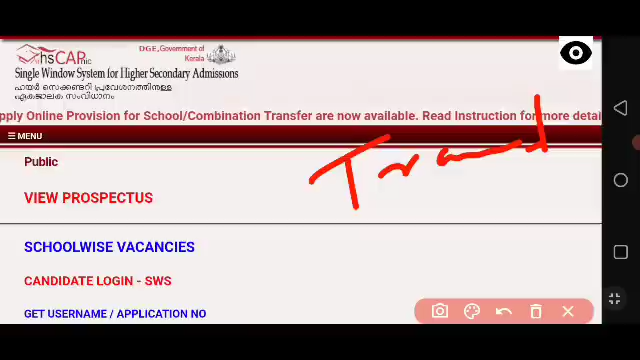 hsCAP nic
DGE, Government of
Kerala
Single Window System for Higher Secondary Admissions
ഹയർ സെക്കണ്ടറി പ്രവേശനത്തിനുള്ള
ഏകജാലക സംവിധാനം
pply Online Provision for School/Combination Transfer are now available. Read Instruction for more detai
☰ MENU
Public
VIEW PROSPECTUS
SCHOOLWISE VACANCIES
CANDIDATE LOGIN - SWS
GET USERNAME / APPLICATION NO